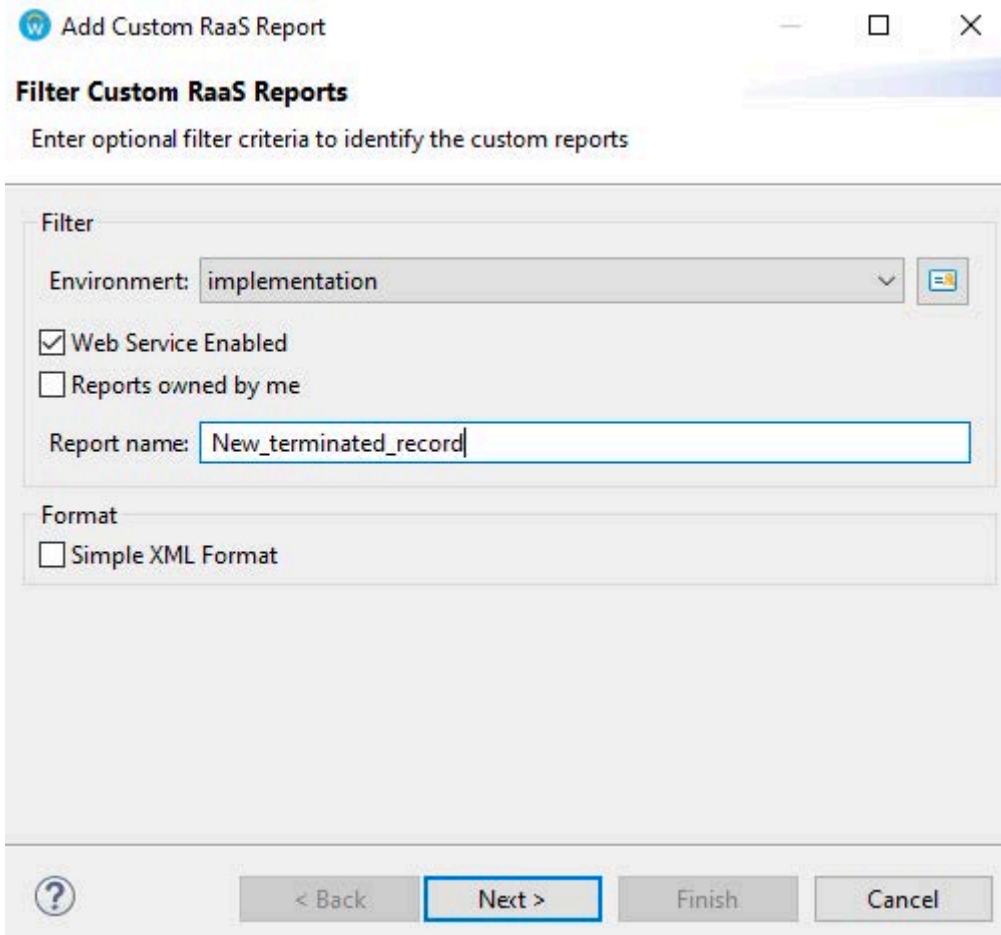 Add Custom RaaS Report
Filter Custom RaaS Reports
Enter optional filter criteria to identify the custom reports
Filter
Environment: implementation
Web Service Enabled
Reports owned by me
Report name: New_terminated_record
Format
Simple XML Format
? < Back Next > Finish Cancel